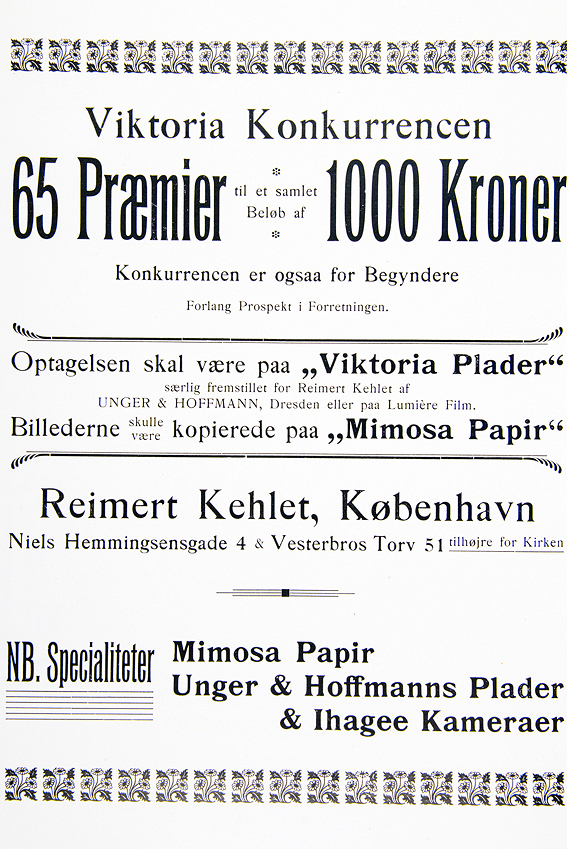 Viktoria Konkurrencen
65 Præmier til et samlet Beløb af 1000 Kroner
Konkurrencen er ogsaa for Begyndere
Forlang Prospekt i Forretningen.
Optagelsen skal være paa „Viktoria Plader“
særlig fremstillet for Reimert Kehlet af
UNGER & HOFFMANN, Dresden eller paa Lumière Film.
Billederne skulle være kopierede paa „Mimosa Papir“
Reimert Kehlet, København
Niels Hemmingsensgade 4 & Vesterbros Torv 51 tilhøjre for Kirken
NB. Specialiteter
Mimosa Papir
Unger & Hoffmanns Plader
& Ihagee Kameraer